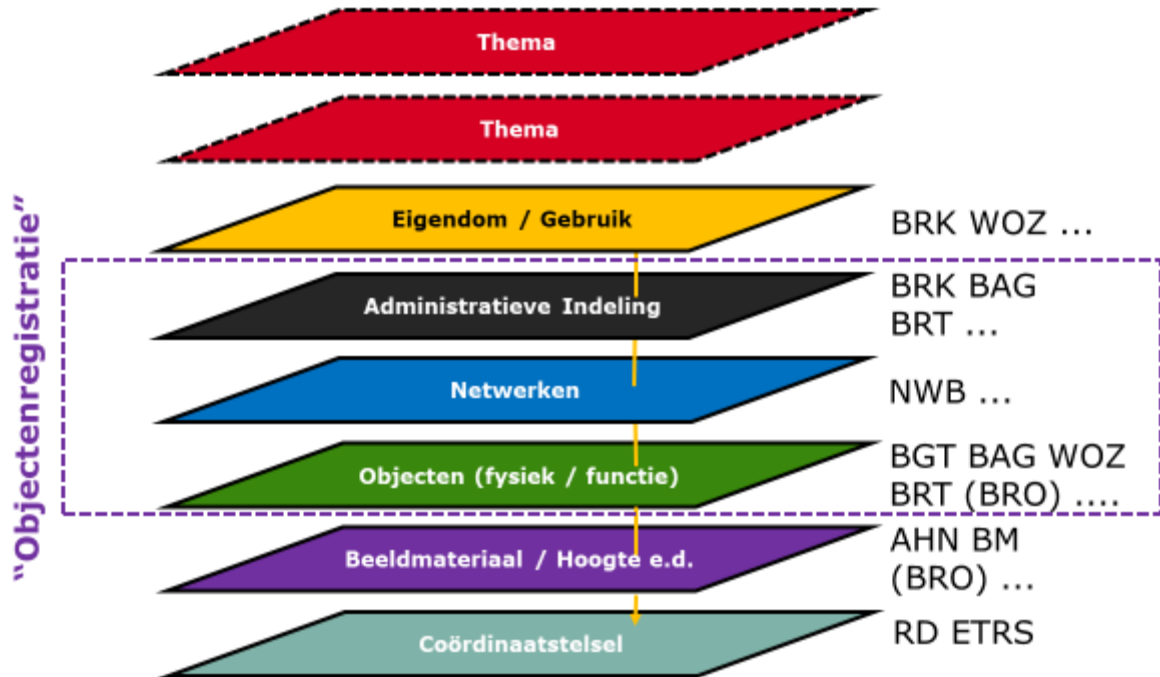 Thema
Thema
"Objectenregistratie"
Eigendom / Gebruik
BRK WOZ ...
Administratieve Indeling
BRK BAG
BRT ...
Netwerken
NWB ...
Objecten (fysiek / functie)
BGT BAG WOZ
BRT (BRO) ....
Beeldmateriaal / Hoogte e.d.
AHN BM
(BRO) ...
Coördinaatstelsel
RD ETRS